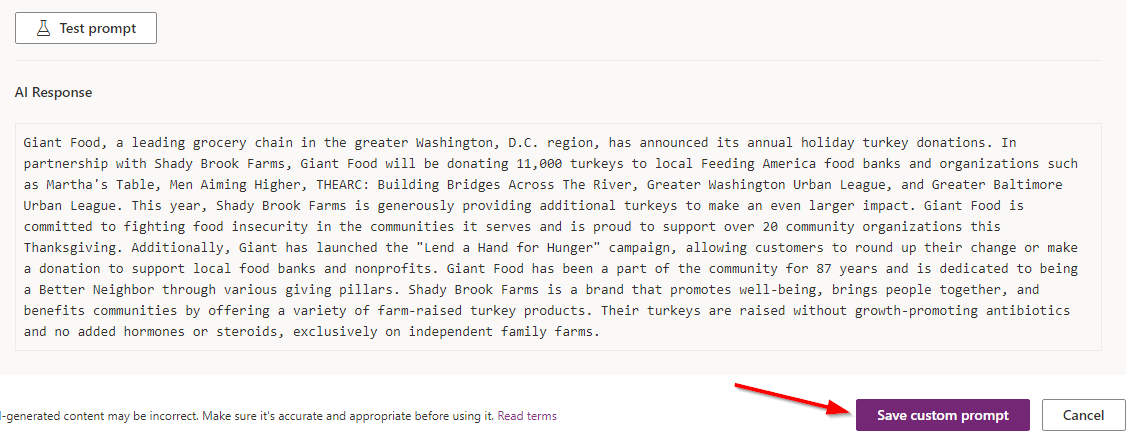 Test prompt
AI Response
Giant Food, a leading grocery chain in the greater Washington, D.C. region, has announced its annual holiday turkey donations. In
partnership with Shady Brook Farms, Giant Food will be donating 11,000 turkeys to local Feeding America food banks and organizations such
as Martha's Table, Men Aiming Higher, THEARC: Building Bridges Across The River, Greater Washington Urban League, and Greater Baltimore
Urban League. This year, Shady Brook Farms is generously providing additional turkeys to make an even larger impact. Giant Food is
committed to fighting food insecurity in the communities it serves and is proud to support over 20 community organizations this
Thanksgiving. Additionally, Giant has launched the "Lend a Hand for Hunger" campaign, allowing customers to round up their change or make
a donation to support local food banks and nonprofits. Giant Food has been a part of the community for 87 years and is dedicated to being
a Better Neighbor through various giving pillars. Shady Brook Farms is a brand that promotes well-being, brings people together, and
benefits communities by offering a variety of farm-raised turkey products. Their turkeys are raised without growth-promoting antibiotics
and no added hormones or steroids, exclusively on independent family farms.
I-generated content may be incorrect. Make sure it's accurate and appropriate before using it. Read terms
Save custom prompt
Cancel